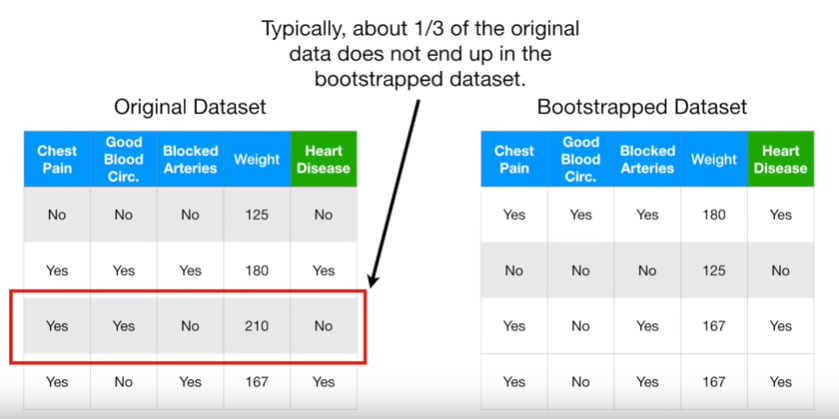 Typically, about 1/3 of the original
data does not end up in the
bootstrapped dataset.
Original Dataset
Chest Pain Good Blood Circ. Blocked Arteries Weight Heart Disease
No No No 125 No
Yes Yes Yes 180 Yes
Yes Yes No 210 No
Yes No Yes 167 Yes
Bootstrapped Dataset
Chest Pain Good Blood Circ. Blocked Arteries Weight Heart Disease
Yes Yes Yes 180 Yes
No No No 125 No
Yes No Yes 167 Yes
Yes No Yes 167 Yes